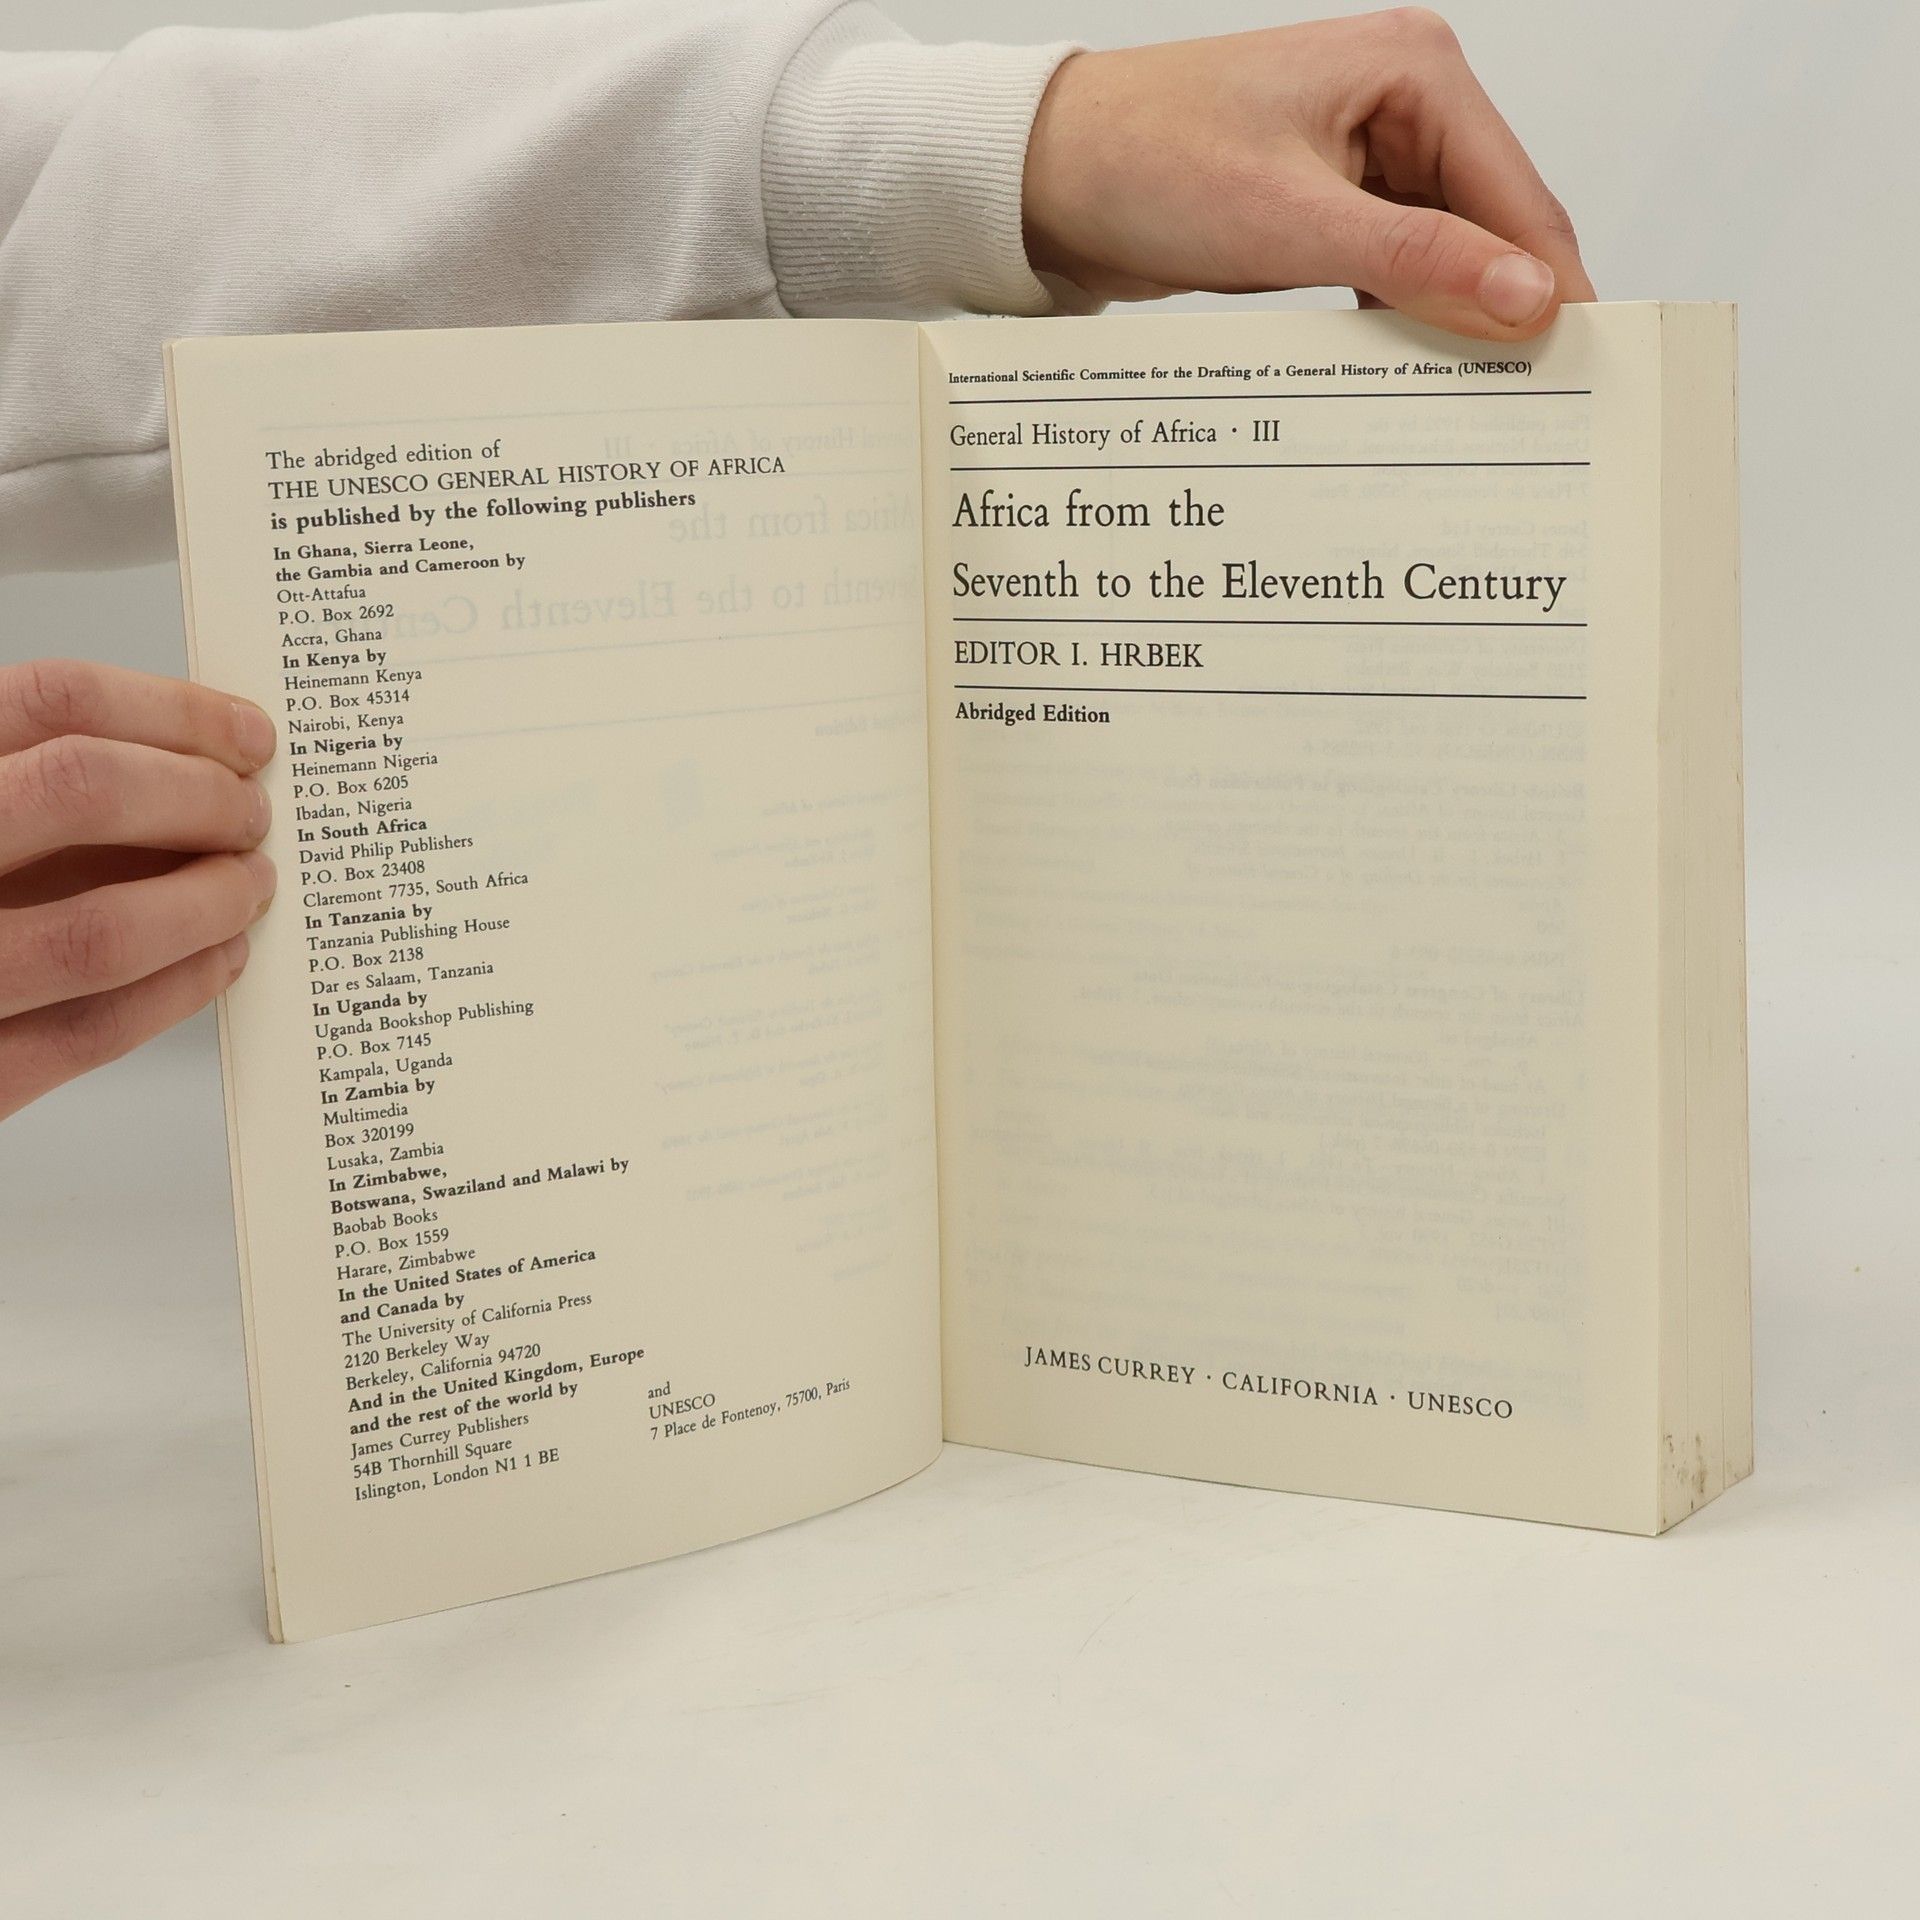 The abridged edition of
THE UNESCO GENERAL HISTORY OF AFRICA
is published by the following publishers
In Ghana, Sierra Leone,
the Gambia and Cameroon by
Ott-Attafua
P.O. Box 2692
Accra, Ghana
In Kenya by
Heinemann Kenya
P.O. Box 45314
Nairobi, Kenya
In Nigeria by
Heinemann Nigeria
P.O. Box 6205
Ibadan, Nigeria
In South Africa
David Philip Publishers
P.O. Box 23408
Claremont 7735, South Africa
In Tanzania by
Tanzania Publishing House
P.O. Box 2138
Dar es Salaam, Tanzania
In Uganda by
Uganda Bookshop Publishing
P.O. Box 7145
Kampala, Uganda
In Zambia by
Multimedia
Box 320199
Lusaka, Zambia
In Zimbabwe,
Botswana, Swaziland and Malawi by
Baobab Books
P.O. Box 1559
Harare, Zimbabwe
In the United States of America
and Canada by
The University of California Press
2120 Berkeley Way
Berkeley, California 94720
And in the United Kingdom, Europe
and the rest of the world by
James Currey Publishers
54B Thornhill Square
Islington, London N1 1 BE
and
UNESCO
7 Place de Fontenoy, 75700, Paris
International Scientific Committee for the Drafting of a General History of Africa (UNESCO)
General History of Africa · III
Africa from the
Seventh to the Eleventh Century
EDITOR I. HRBEK
Abridged Edition
JAMES CURREY · CALIFORNIA · UNESCO